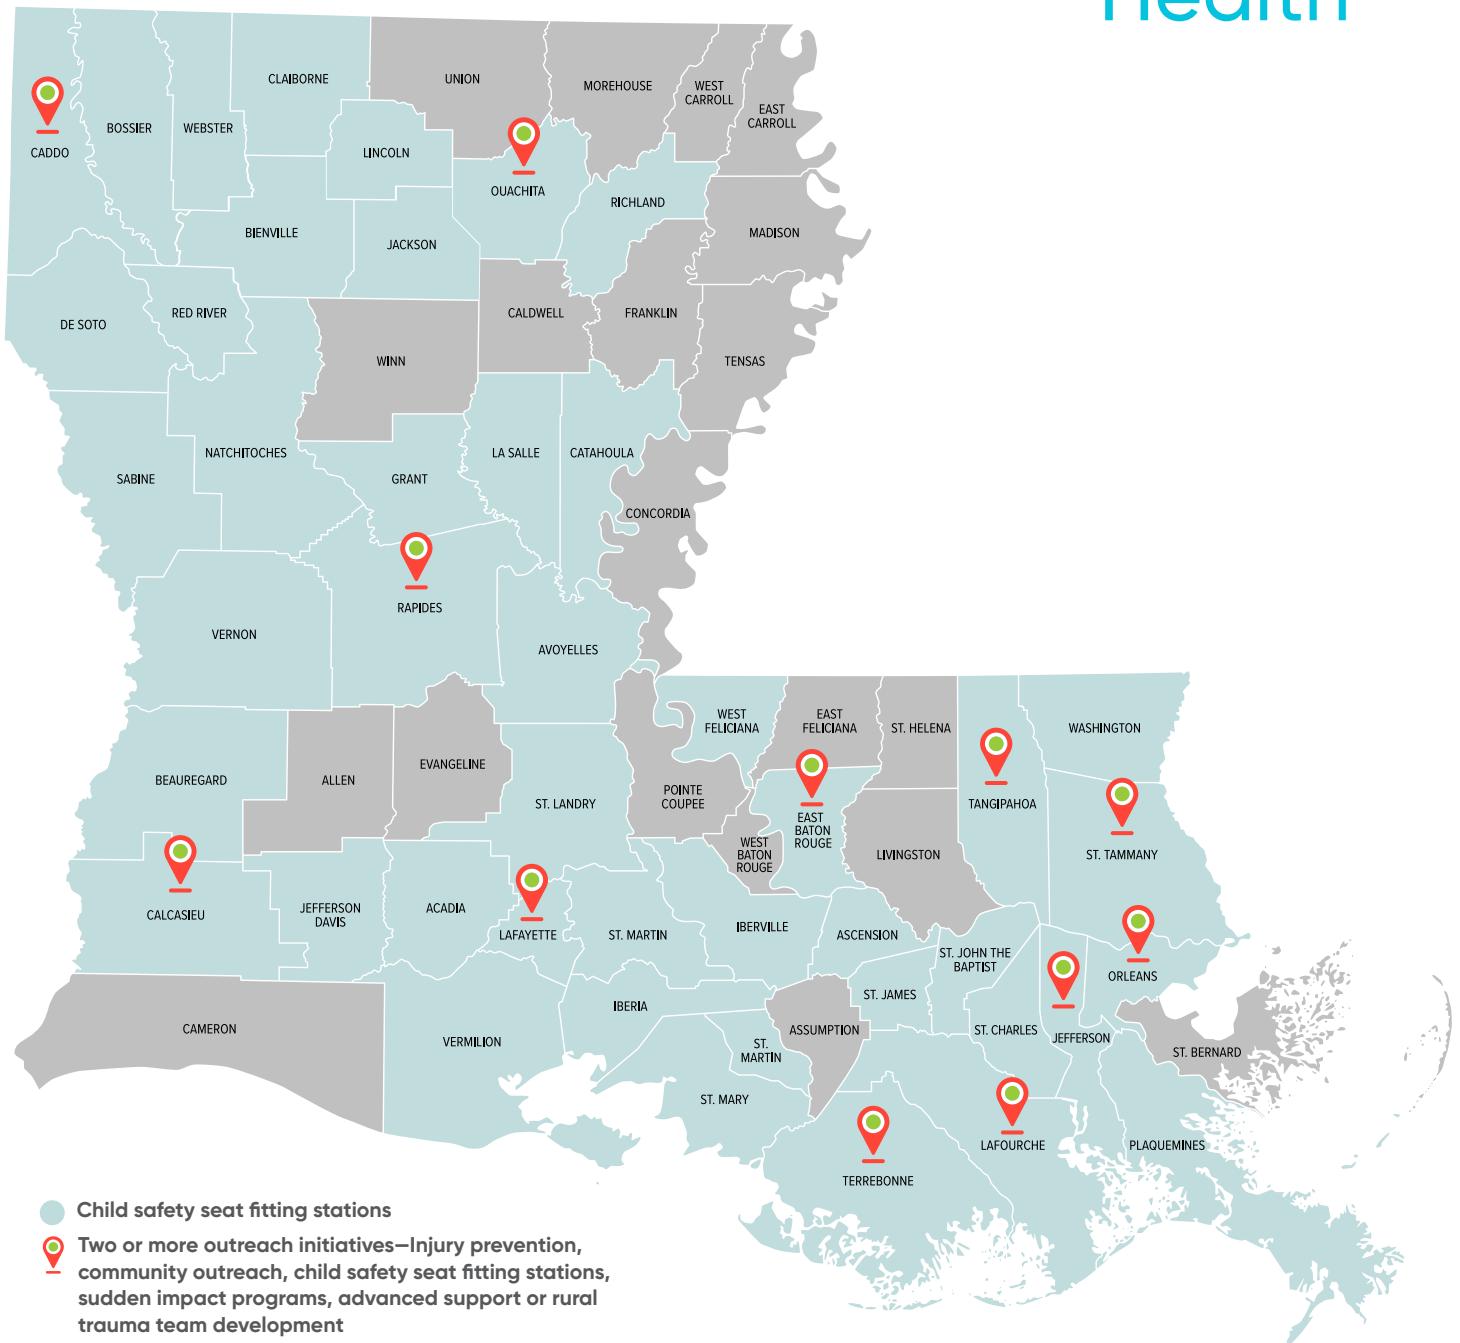 Health
CLAIBORNE
UNION
MOREHOUSE
WEST
CARROLL
EAST
CARROLL
BOSSIER
WEBSTER
CADDO
LINCOLN
OUACHITA
RICHLAND
BIENVILLE
JACKSON
MADISON
DE SOTO
RED RIVER
CALDWELL
FRANKLIN
WINN
TENSAS
NATCHITOCHES
LA SALLE
CATAHOULA
SABINE
GRANT
CONCORDIA
RAPIDES
VERNON
AVOYELLES
WEST
FELICIANA
EAST
FELICIANA
ST. HELENA
WASHINGTON
BEAUREGARD
ALLEN
EVANGELINE
ST. LANDRY
POINTE
COUPEE
TANGIPAHOA
EAST
BATON
ROUGE
WEST
BATON
ROUGE
LIVINGSTON
ST. TAMMANY
CALCASIEU
JEFFERSON
DAVIS
ACADIA
LAFAYETTE
ST. MARTIN
IBERVILLE
ASCENSION
ST. JOHN THE
BAPTIST
ORLEANS
ST. JAMES
IBERIA
CAMERON
VERMILION
ASSUMPTION
ST. CHARLES
JEFFERSON
ST.
MARTIN
ST. BERNARD
ST. MARY
LAFOURCHE
PLAQUEMINES
TERREBONNE
Child safety seat fitting stations
Two or more outreach initiatives—Injury prevention,
community outreach, child safety seat fitting stations,
sudden impact programs, advanced support or rural
trauma team development